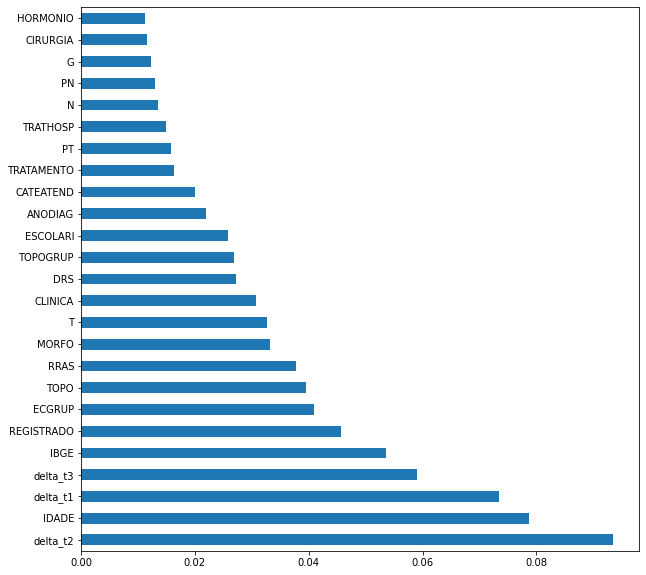 HORMONIO
CIRURGIA
G
PN
N
TRATHOSP
PT
TRATAMENTO
CATEATEND
ANODIAG
ESCOLARI
TOPOGRUP
DRS
CLINICA
T
MORFO
RRAS
TOPO
ECGRUP
REGISTRADO
IBGE
delta_t3
delta_t1
IDADE
delta_t2
0.00 0.02 0.04 0.06 0.08